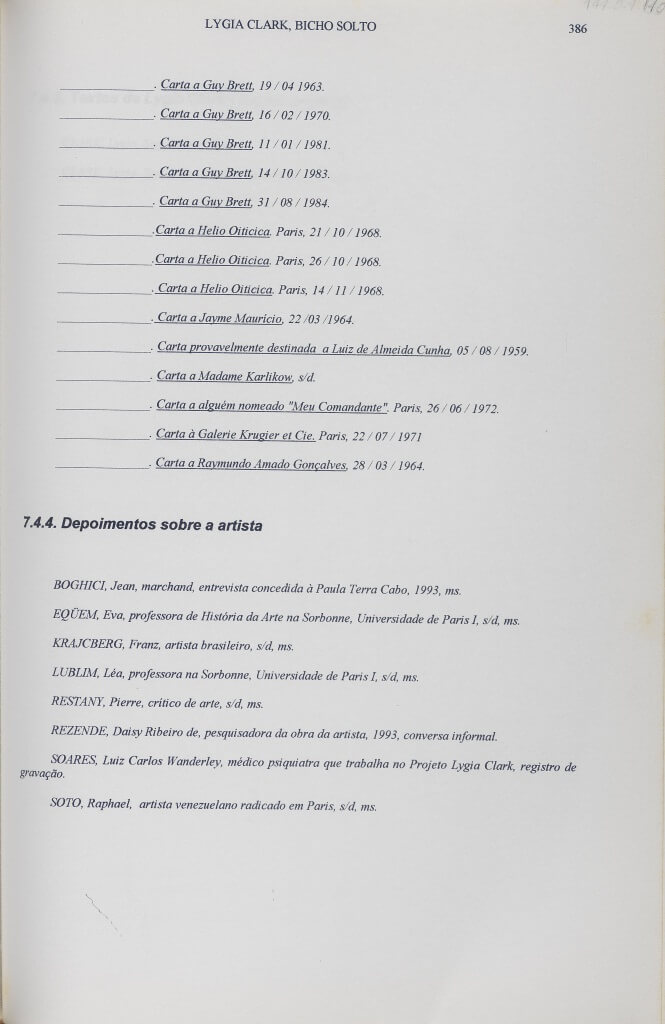 LYGIA CLARK, BICHO SOLTO
386
______________. Carta a Guy Brett, 19 / 04 1963.
______________. Carta a Guy Brett, 16 / 02 / 1970.
______________. Carta a Guy Brett, 11 / 01 / 1981.
______________. Carta a Guy Brett, 14 / 10 / 1983.
______________. Carta a Guy Brett, 31 / 08 / 1984.
______________.Carta a Helio Oiticica. Paris, 21 / 10 / 1968.
______________.Carta a Helio Oiticica. Paris, 26 / 10 / 1968.
______________. Carta a Helio Oiticica. Paris, 14 / 11 / 1968.
______________. Carta a Jayme Maurício, 22 /03 /1964.
______________. Carta provavelmente destinada a Luiz de Almeida Cunha, 05 / 08 / 1959.
______________. Carta a Madame Karlikow, s/d.
______________. Carta a alguém nomeado "Meu Comandante". Paris, 26 / 06 / 1972.
______________. Carta à Galerie Krugier et Cie. Paris, 22 / 07 / 1971
______________. Carta a Raymundo Amado Gonçalves, 28 / 03 / 1964.
7.4.4. Depoimentos sobre a artista
BOGHICI, Jean, marchand, entrevista concedida à Paula Terra Cabo, 1993, ms.
EQÜEM, Eva, professora de História da Arte na Sorbonne, Universidade de Paris I, s/d, ms.
KRAJCBERG, Franz, artista brasileiro, s/d, ms.
LUBLIM, Léa, professora na Sorbonne, Universidade de Paris I, s/d, ms.
RESTANY, Pierre, crítico de arte, s/d, ms.
REZENDE, Daisy Ribeiro de, pesquisadora da obra da artista, 1993, conversa informal.
SOARES, Luiz Carlos Wanderley, médico psiquiatra que trabalha no Projeto Lygia Clark, registro de
gravação.
SOTO, Raphael, artista venezuelano radicado em Paris, s/d, ms.